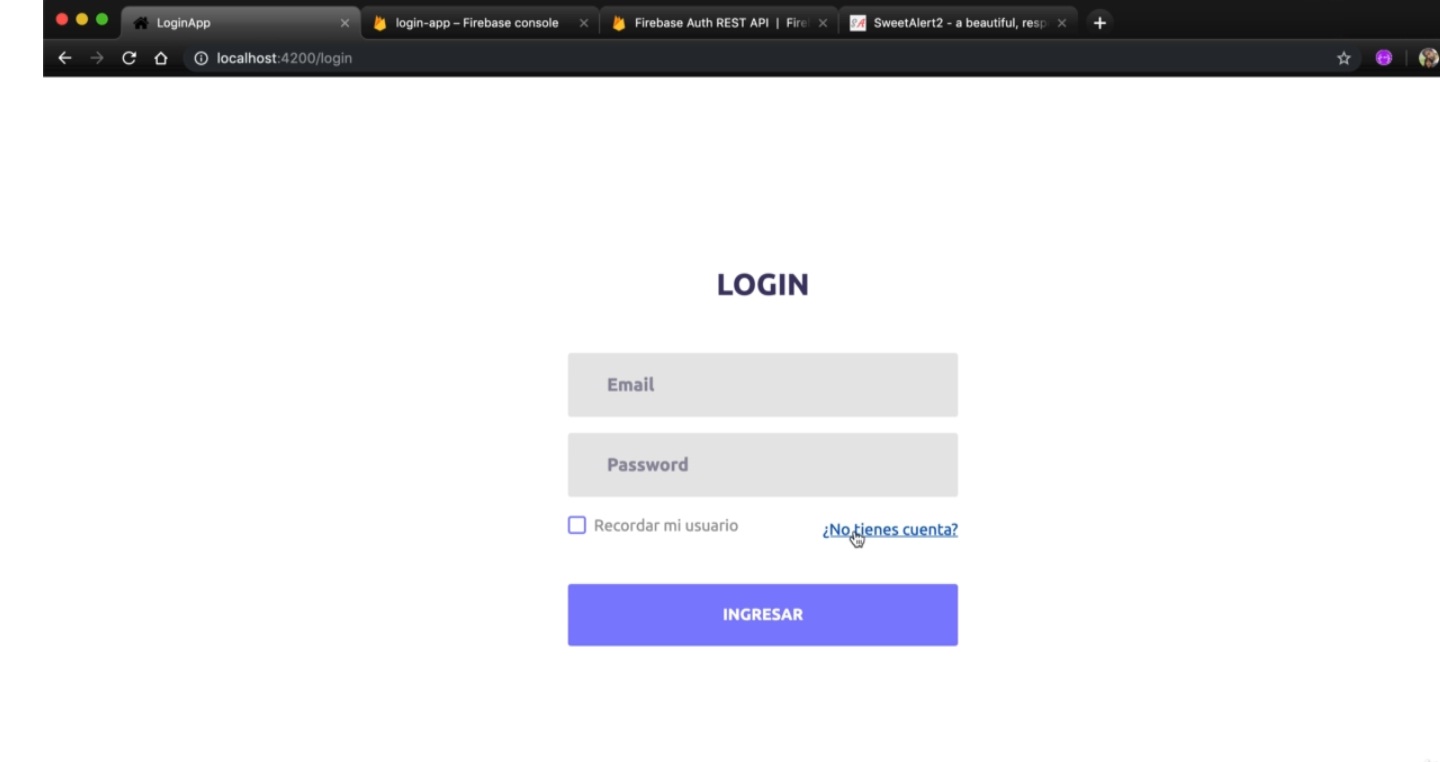 LoginApp
login-app – Firebase console
Firebase Auth REST API | Fire
SweetAlert2 - a beautiful, resp
localhost:4200/login
LOGIN
Email
Password
Recordar mi usuario
¿No tienes cuenta?
INGRESAR